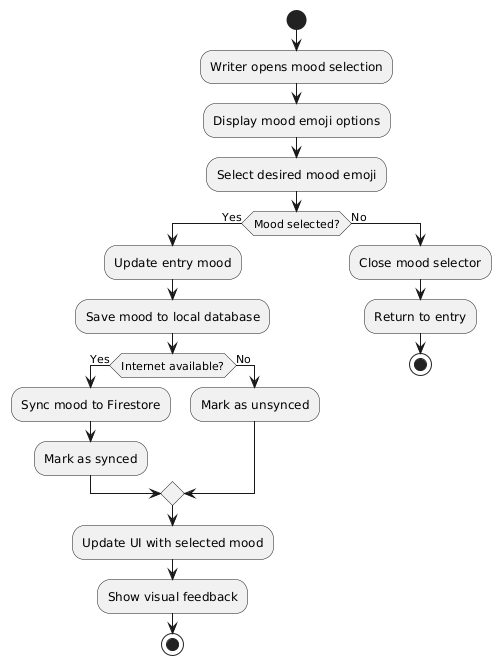 Writer opens mood selection
Display mood emoji options
Select desired mood emoji
Yes
Mood selected?
No
Update entry mood
Close mood selector
Save mood to local database
Return to entry
Yes
Internet available?
No
Sync mood to Firestore
Mark as unsynced
Mark as synced
Update UI with selected mood
Show visual feedback